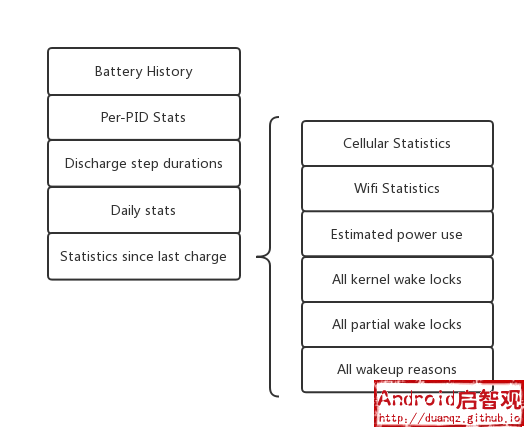 Battery History
Per-PID Stats
Discharge step durations
Daily stats
Statistics since last charge
Cellular Statistics
Wifi Statistics
Estimated power use
All kernel wake locks
All partial wake locks
All wakeup reasons
Android启智观
http://duanqz.github.io